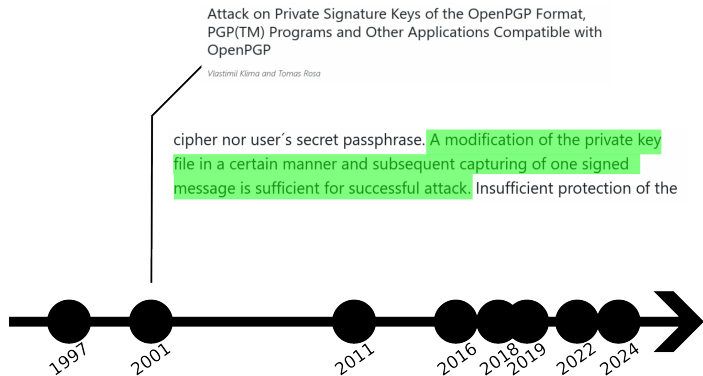 Attack on Private Signature Keys of the OpenPGP Format,
PGP(TM) Programs and Other Applications Compatible with
OpenPGP
Vlastimil Klima and Tomas Rosa
cipher nor user´s secret passphrase. A modification of the private key
file in a certain manner and subsequent capturing of one signed
message is sufficient for successful attack. Insufficient protection of the
1997
2001
2011
2016
2018
2019
2022
2024